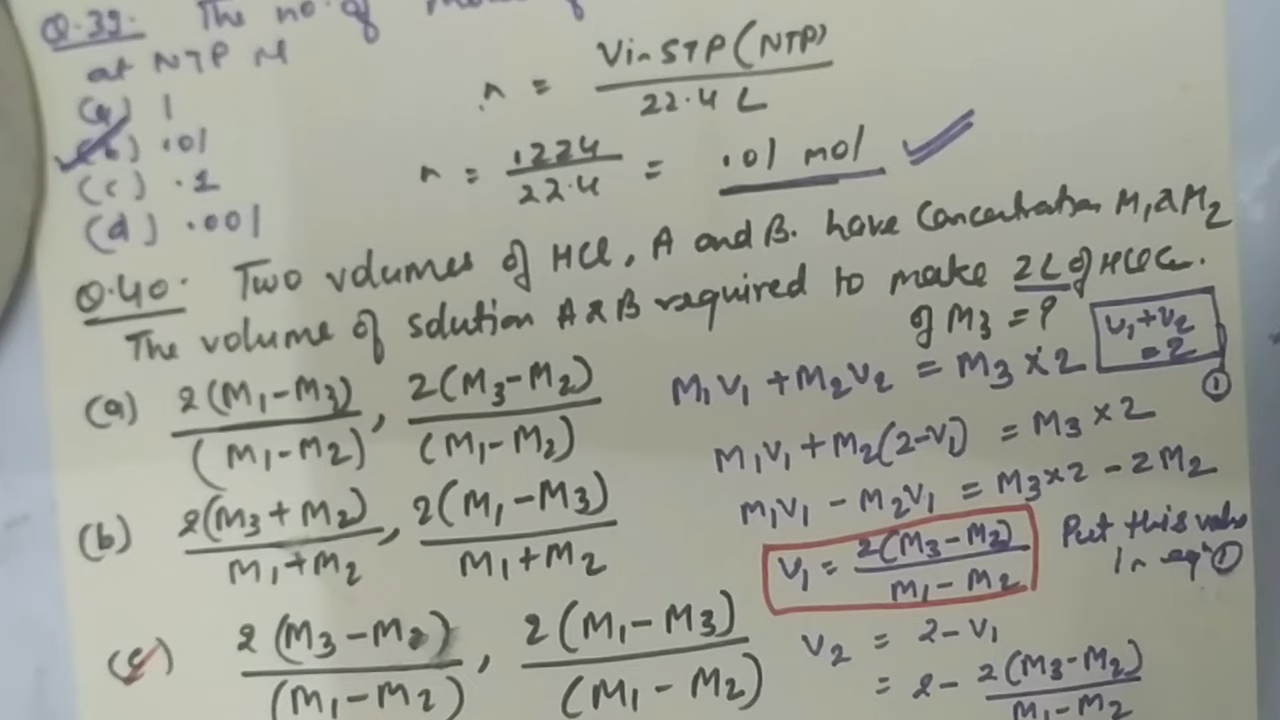 Q.39. The no. of
at NTP is
(a) 1
(b) .01
(c) .1
(d) .001
n = V in STP (NTP) / 22.4 L
n = .1224 / 22.4 = .01 mol
Q.40. Two volumes of HCl, A and B. have Concentration M₁ & M₂
The volume of solution A & B required to make 2L of HCl
of M₃ = ?
V₁+V₂ = 2
①
(a) 2(M₁-M₃) / (M₁-M₂), 2(M₃-M₂) / (M₁-M₂)
(b) 2(M₃+M₂) / M₁+M₂, 2(M₁-M₃) / M₁+M₂
(c) 2(M₃-M₂) / (M₁-M₂), 2(M₁-M₃) / (M₁-M₂)
M₁V₁ + M₂V₂ = M₃×2
M₁V₁ + M₂(2-V₁) = M₃×2
M₁V₁ - M₂V₁ = M₃×2 - 2M₂
V₁ = 2(M₃-M₂) / M₁-M₂
Put this value
in eqⁿ ①
V₂ = 2-V₁
= 2- 2(M₃-M₂) / M₁-M₂